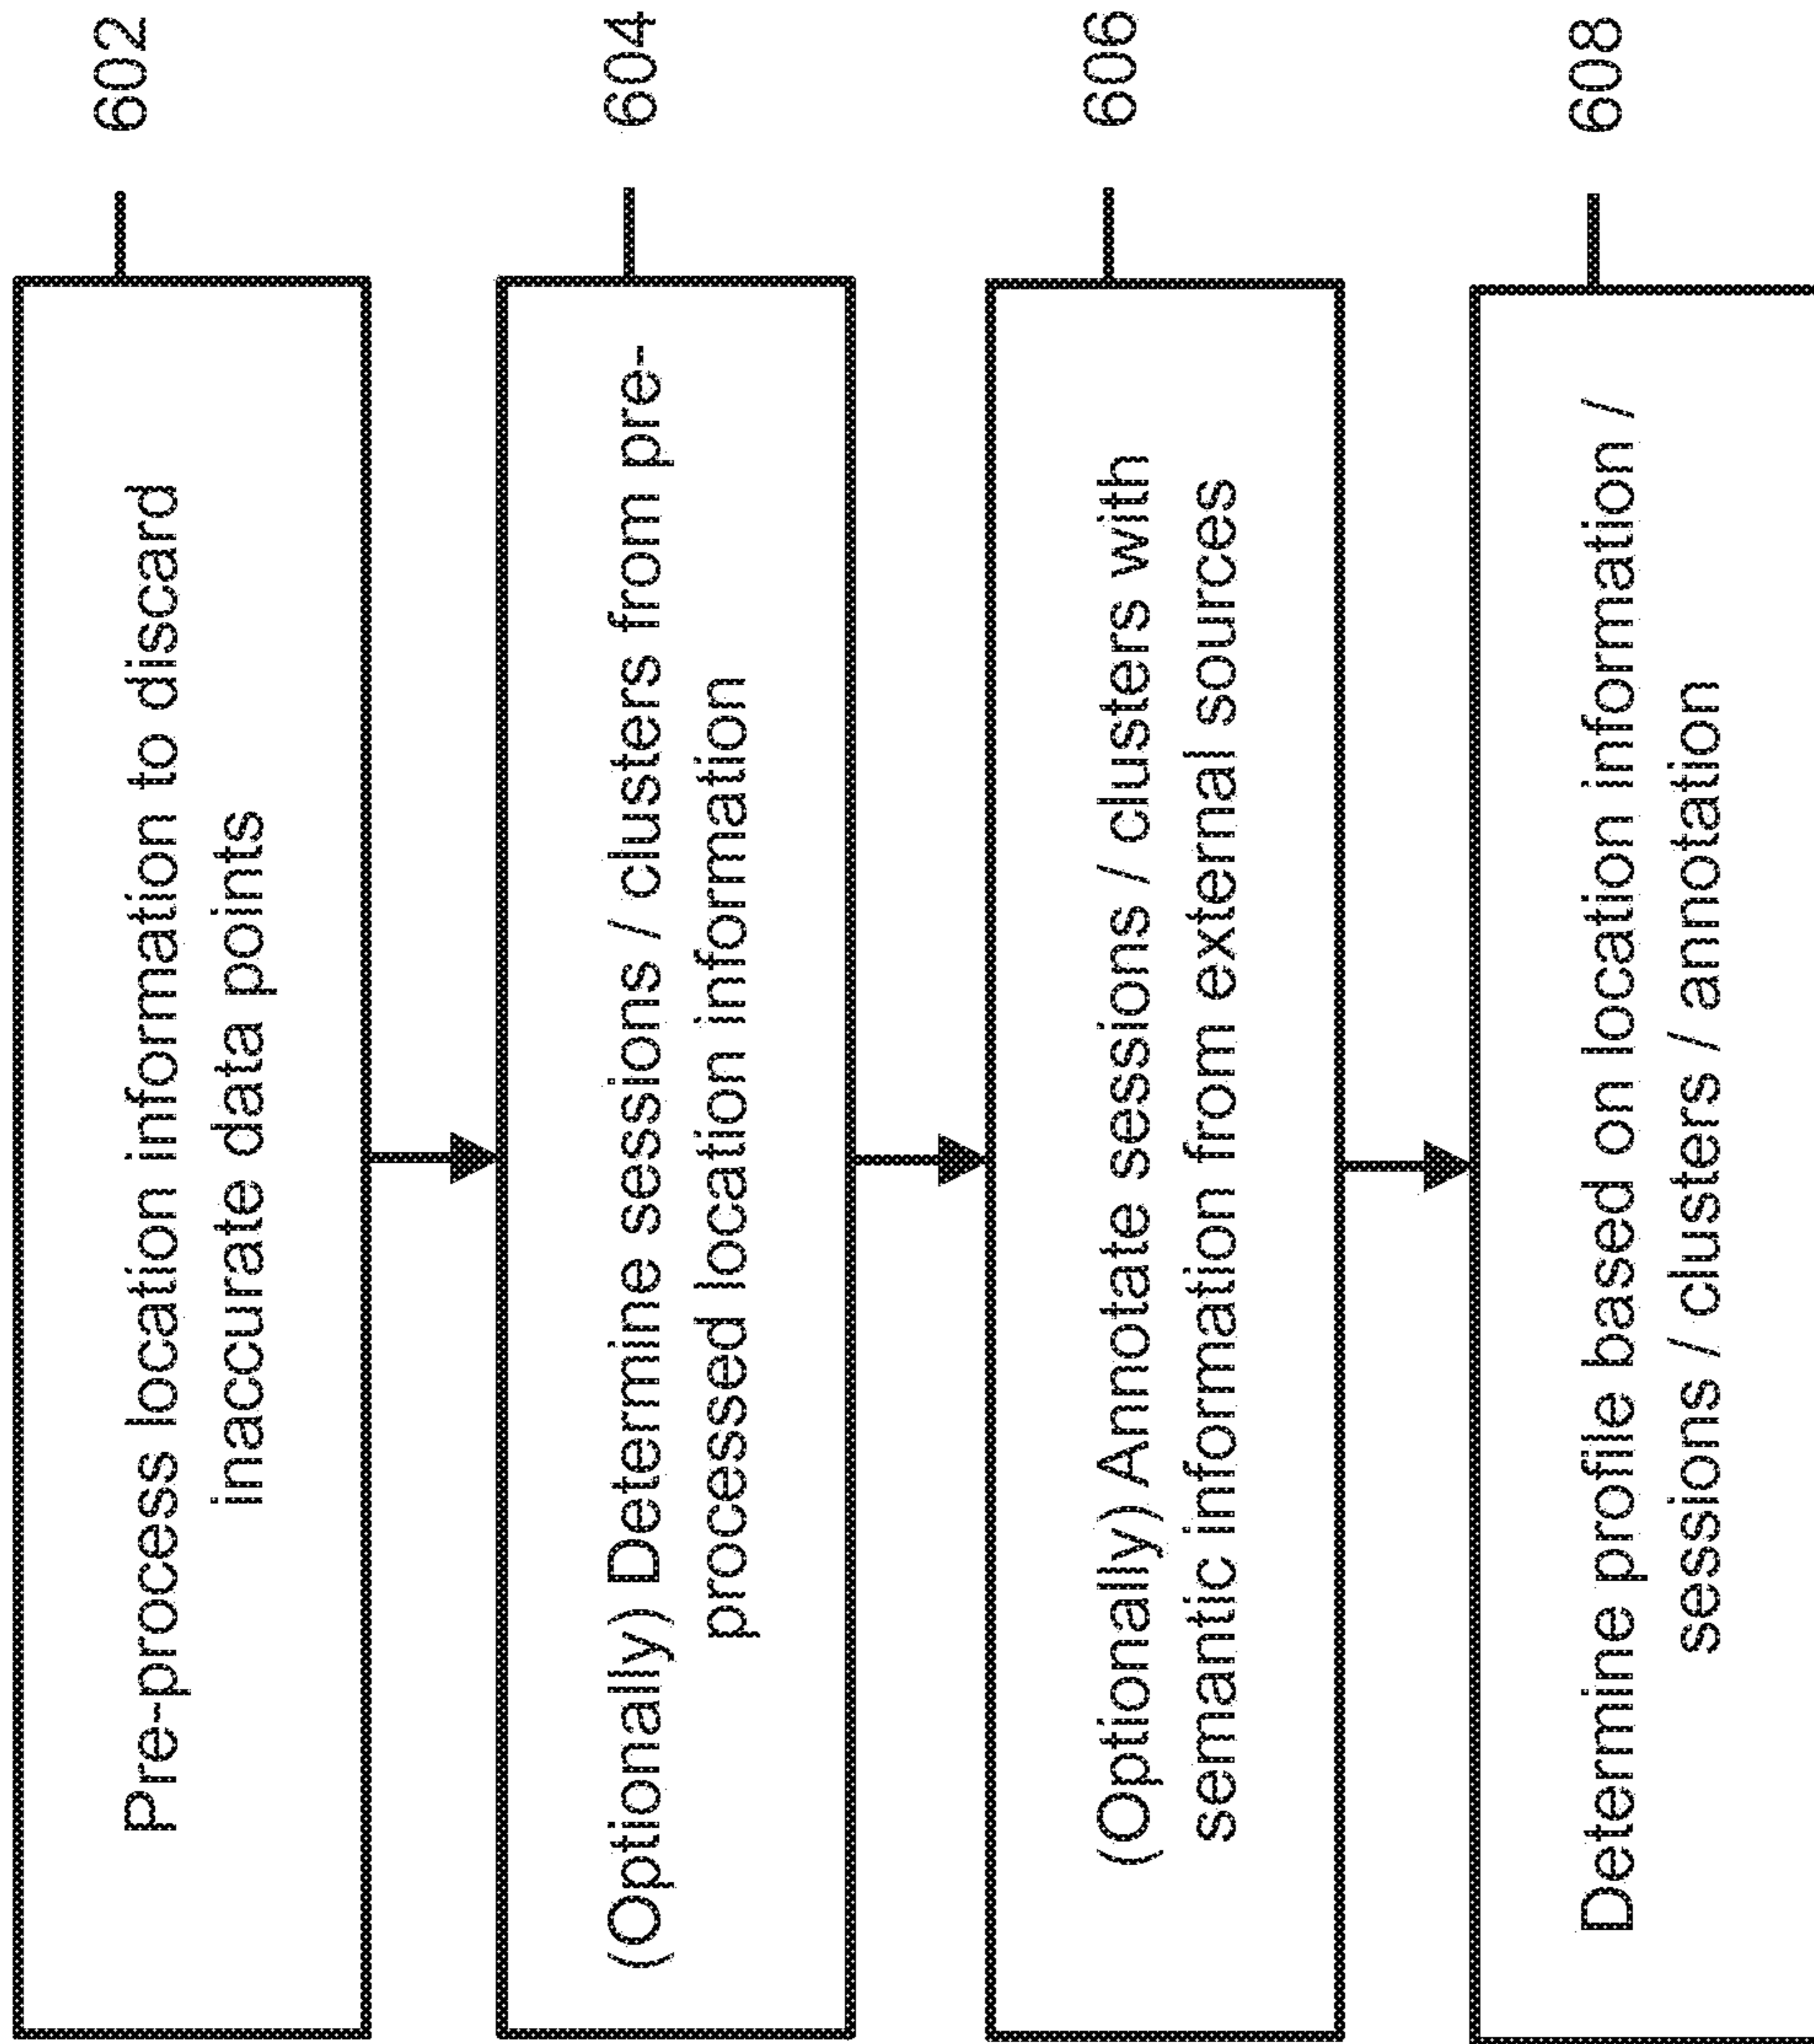 Pre-process location information to discard
inaccurate data points
602
(Optionally) Determine sessions / clusters from pre-
processed location information
604
(Optionally) Annotate sessions / clusters with
semantic information from external sources
606
Determine profile based on location information /
sessions / clusters / annotation
608